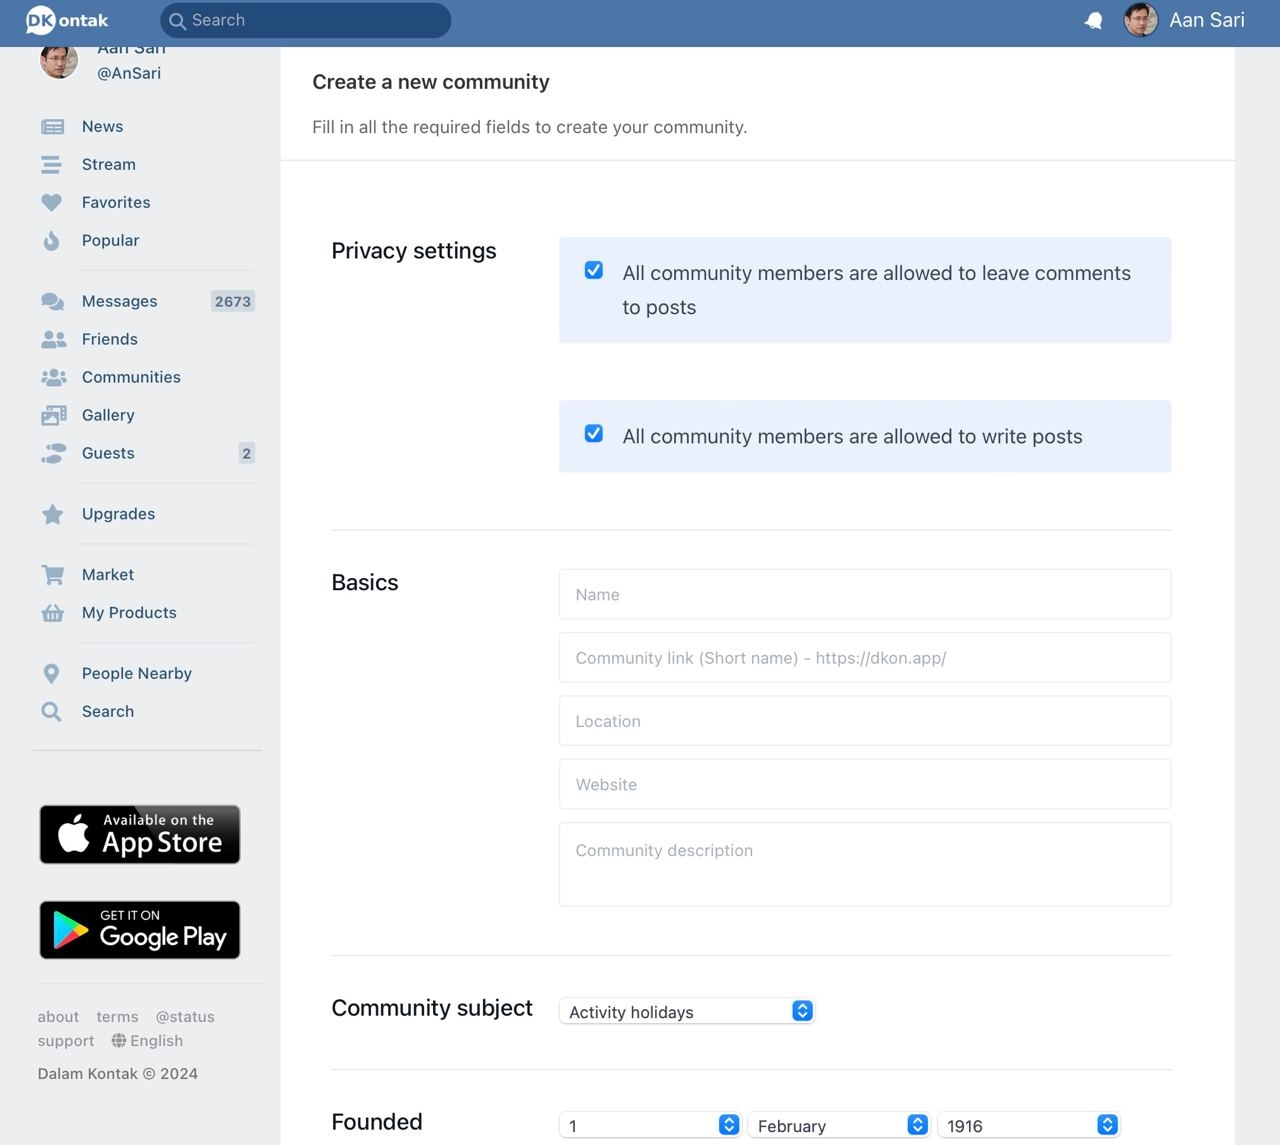 DKontak
Search
Aan Sari
Aan Sari
@AnSari
News
Stream
Favorites
Popular
Messages 2673
Friends
Communities
Gallery
Guests 2
Upgrades
Market
My Products
People Nearby
Search
Available on the
App Store
GET IT ON
Google Play
about terms @status
support English
Dalam Kontak © 2024
Create a new community
Fill in all the required fields to create your community.
Privacy settings
All community members are allowed to leave comments
to posts
All community members are allowed to write posts
Basics
Name
Community link (Short name) - https://dkon.app/
Location
Website
Community description
Community subject
Activity holidays
Founded
1 February 1916